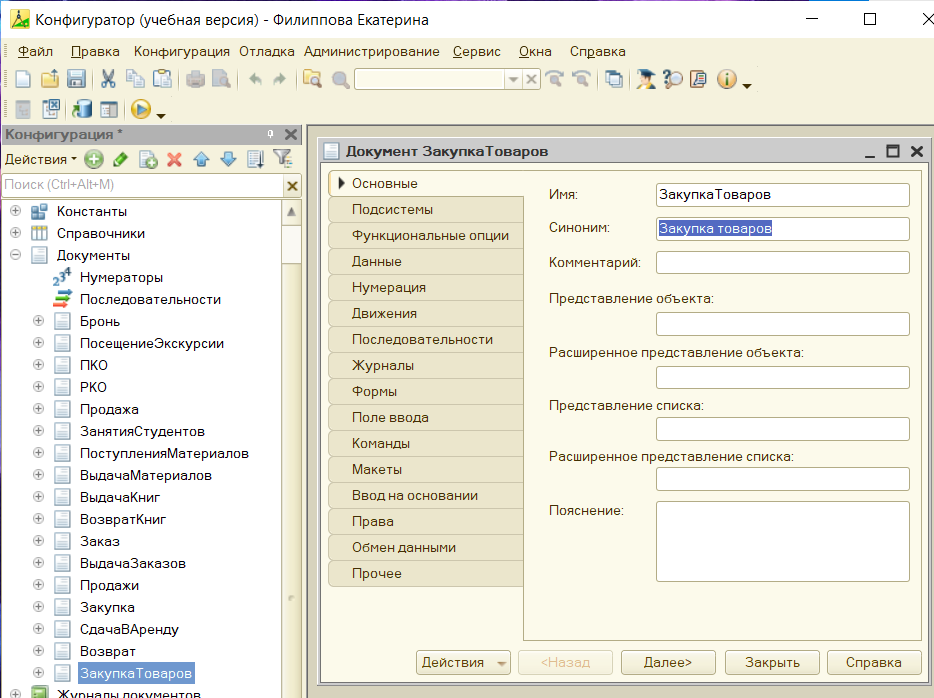 Конфигуратор (учебная версия) - Филиппова Екатерина
Файл Правка Конфигурация Отладка Администрирование Сервис Окна Справка
Конфигурация *
Действия
Поиск (Ctrl+Alt+M)
Константы
Справочники
Документы
Нумераторы
Последовательности
Бронь
ПосещениеЭкскурсии
ПКО
РКО
Продажа
ЗанятияСтудентов
ПоступленияМатериалов
ВыдачаМатериалов
ВыдачаКниг
ВозвратКниг
Заказ
ВыдачаЗаказов
Продажи
Закупка
СдачаВАренду
Возврат
ЗакупкаТоваров
Журналы документов
Документ ЗакупкаТоваров
Основные
Подсистемы
Функциональные опции
Данные
Нумерация
Движения
Последовательности
Журналы
Формы
Поле ввода
Команды
Макеты
Ввод на основании
Права
Обмен данными
Прочее
Имя: ЗакупкаТоваров
Синоним: Закупка товаров
Комментарий:
Представление объекта:
Расширенное представление объекта:
Представление списка:
Расширенное представление списка:
Пояснение:
Действия <Назад Далее> Закрыть Справка